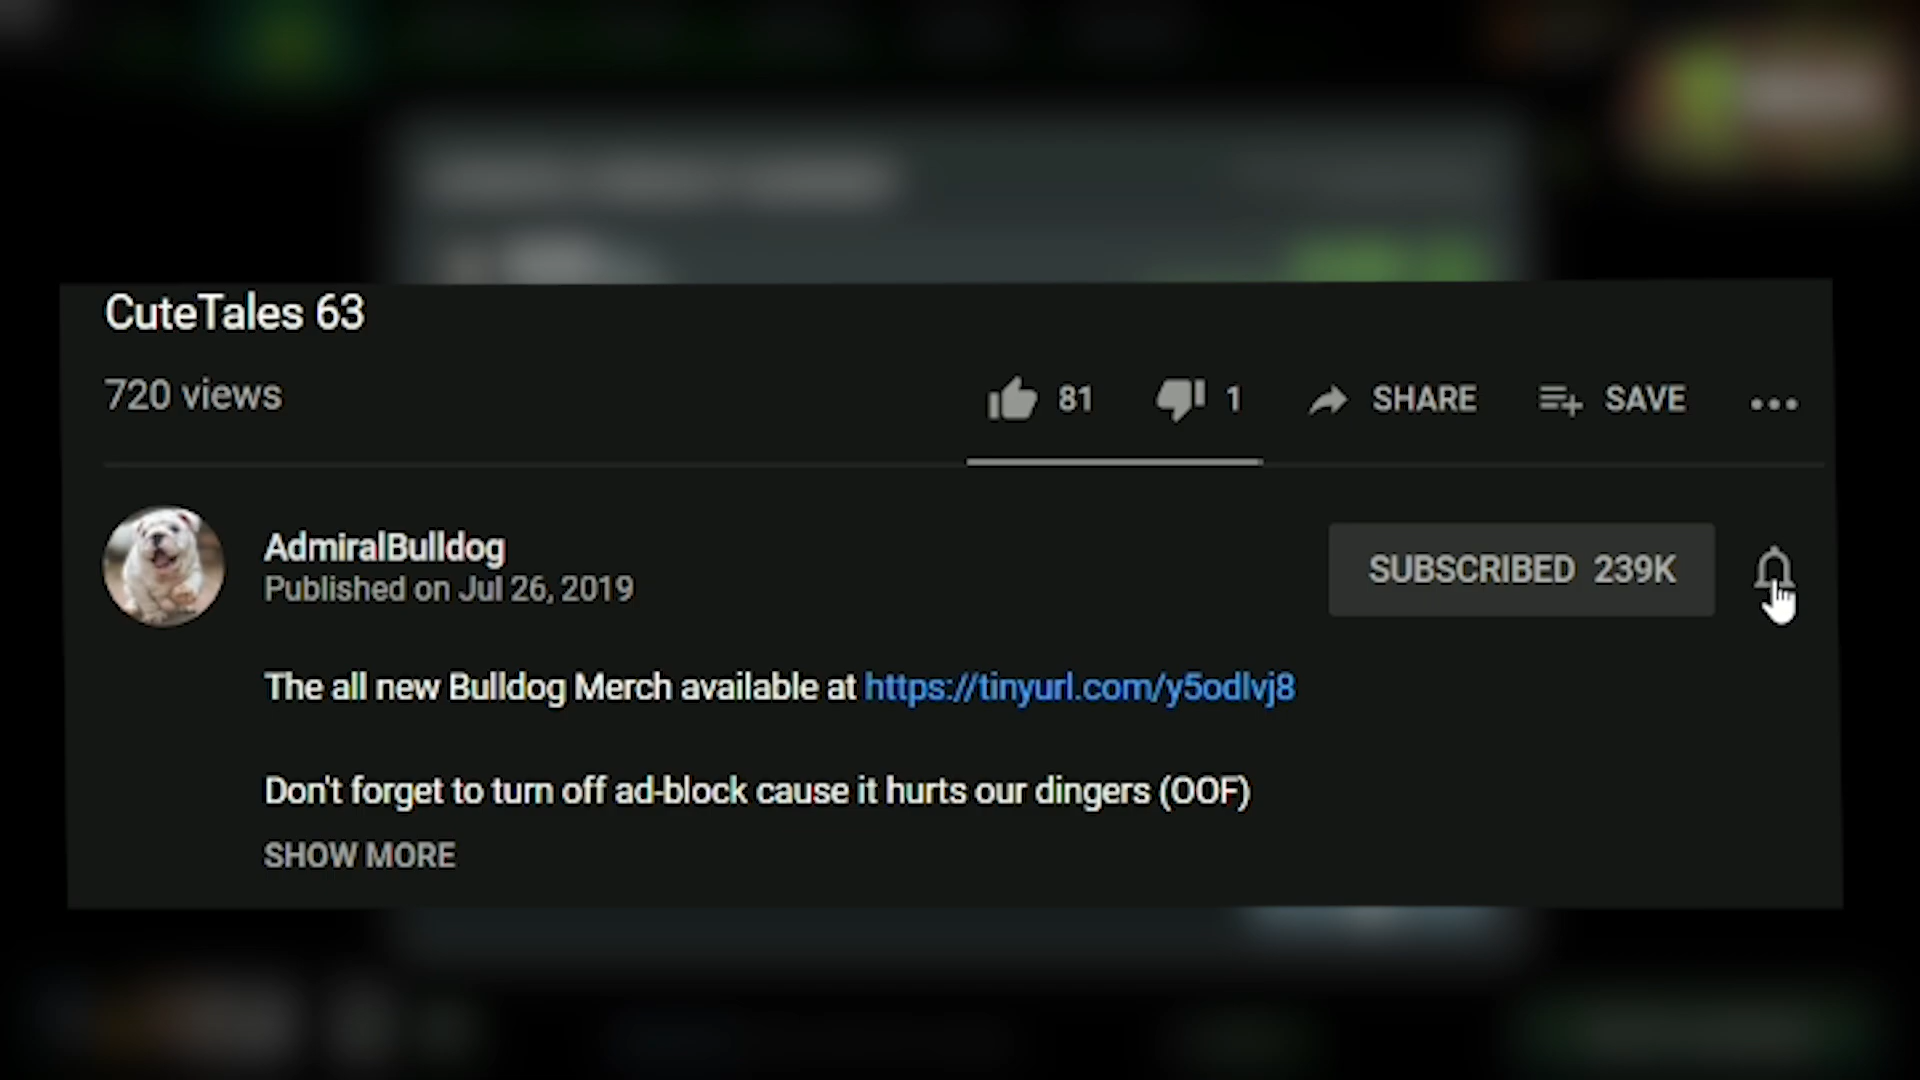 CuteTales 63
720 views
81 1 SHARE SAVE
AdmiralBulldog
Published on Jul 26, 2019
SUBSCRIBED 239K
The all new Bulldog Merch available at https://tinyurl.com/y5odlvj8
Don't forget to turn off ad-block cause it hurts our dingers (OOF)
SHOW MORE